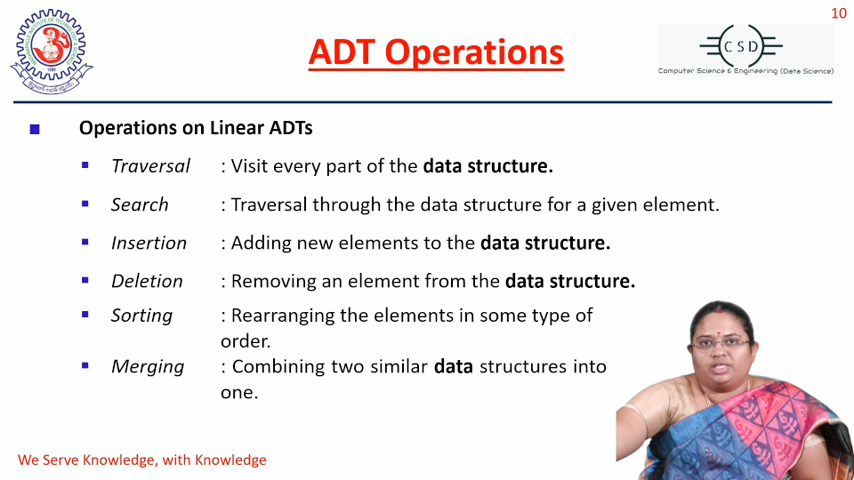 10
ADT Operations
CSD
Computer Science & Engineering (Data Science)
Operations on Linear ADTs
Traversal : Visit every part of the data structure.
Search : Traversal through the data structure for a given element.
Insertion : Adding new elements to the data structure.
Deletion : Removing an element from the data structure.
Sorting : Rearranging the elements in some type of
order.
Merging : Combining two similar data structures into
one.
We Serve Knowledge, with Knowledge